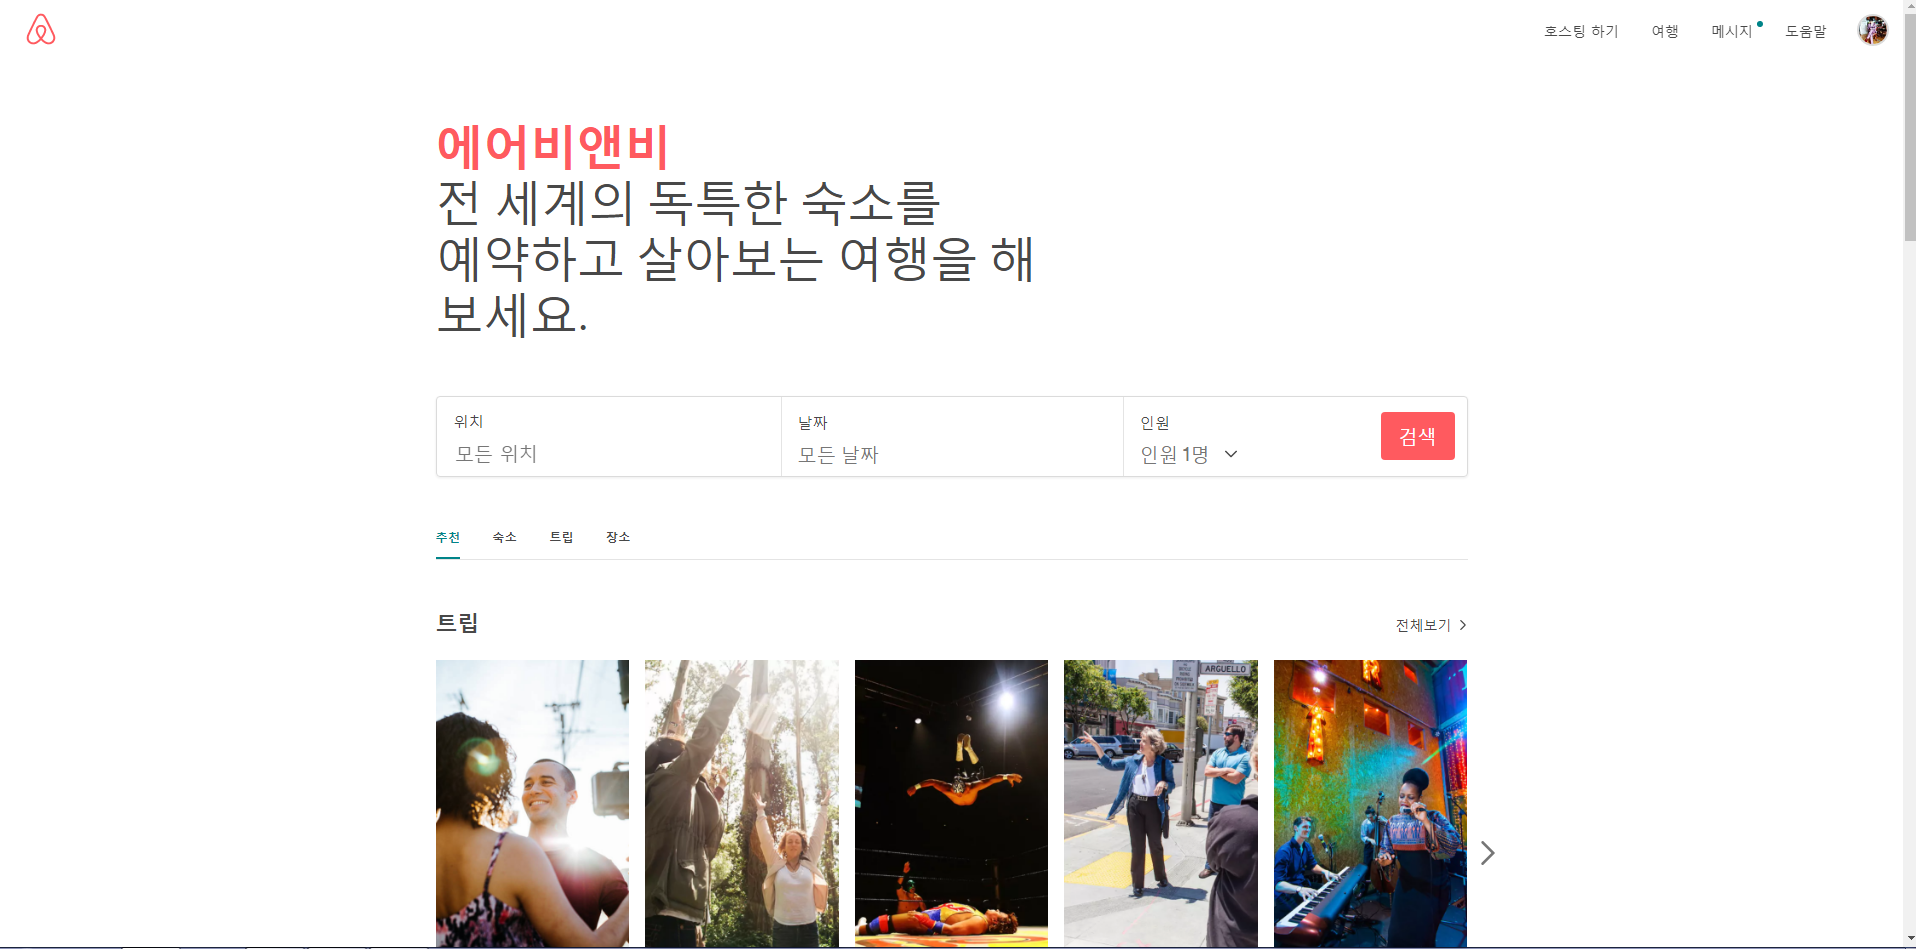 호스팅 하기
여행
메시지
도움말
에어비앤비
전 세계의 독특한 숙소를
예약하고 살아보는 여행을 해
보세요.
위치
모든 위치
날짜
모든 날짜
인원
인원 1명
검색
추천
숙소
트립
장소
트립
전체보기
ARGUELLO